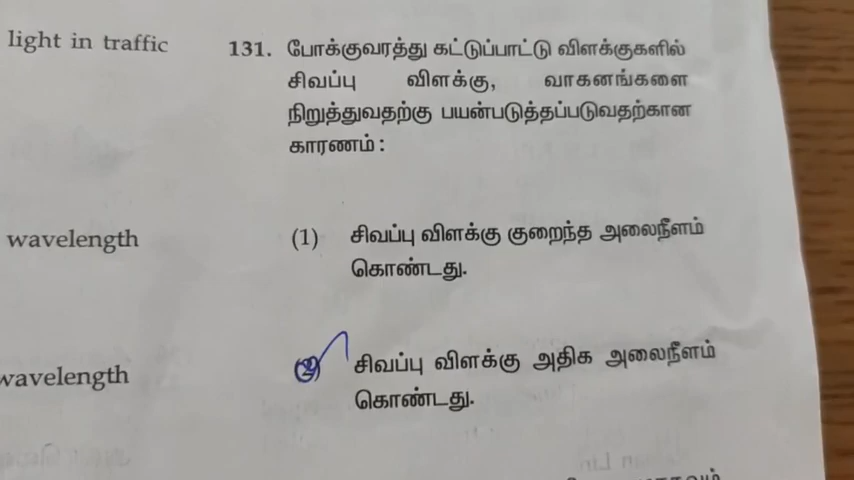 light in traffic
wavelength
wavelength
131. போக்குவரத்து கட்டுப்பாட்டு விளக்குகளில்
சிவப்பு விளக்கு, வாகனங்களை
நிறுத்துவதற்கு பயன்படுத்தப்படுவதற்கான
காரணம் :
(1) சிவப்பு விளக்கு குறைந்த அலைநீளம்
கொண்டது.
சிவப்பு விளக்கு அதிக அலைநீளம்
கொண்டது.